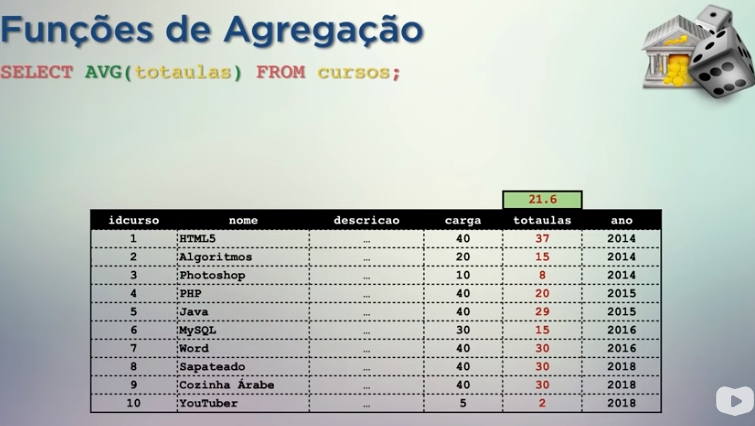 Funções de Agregação
SELECT AVG(totaulas) FROM cursos;
21.6
idcurso nome descricao carga totaulas ano
1 HTML5 … 40 37 2014
2 Algoritmos … 20 15 2014
3 Photoshop … 10 8 2014
4 PHP … 40 20 2015
5 Java … 40 29 2015
6 MySQL … 30 15 2016
7 Word … 40 30 2016
8 Sapateado … 40 30 2018
9 Cozinha Árabe … 40 30 2018
10 YouTuber … 5 2 2018